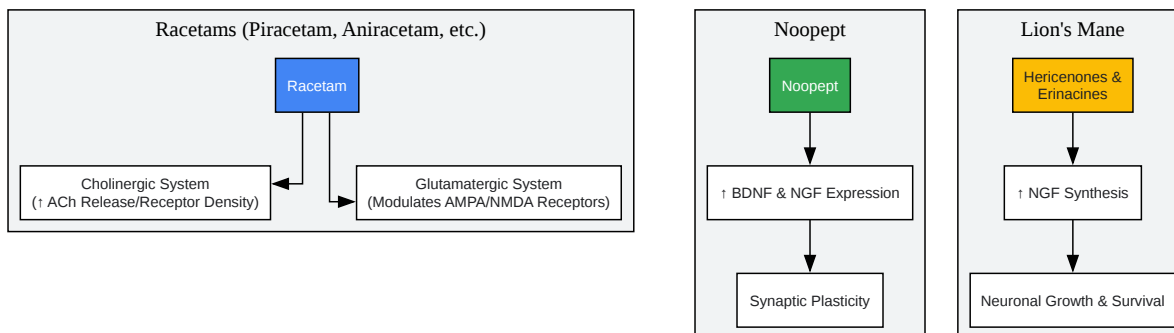 Racetams (Piracetam, Aniracetam, etc.)
Racetam
Cholinergic System
(↑ ACh Release/Receptor Density)
Glutamatergic System
(Modulates AMPA/NMDA Receptors)
Noopept
Noopept
↑ BDNF & NGF Expression
Synaptic Plasticity
Lion's Mane
Hericenones &
Erinacines
↑ NGF Synthesis
Neuronal Growth & Survival